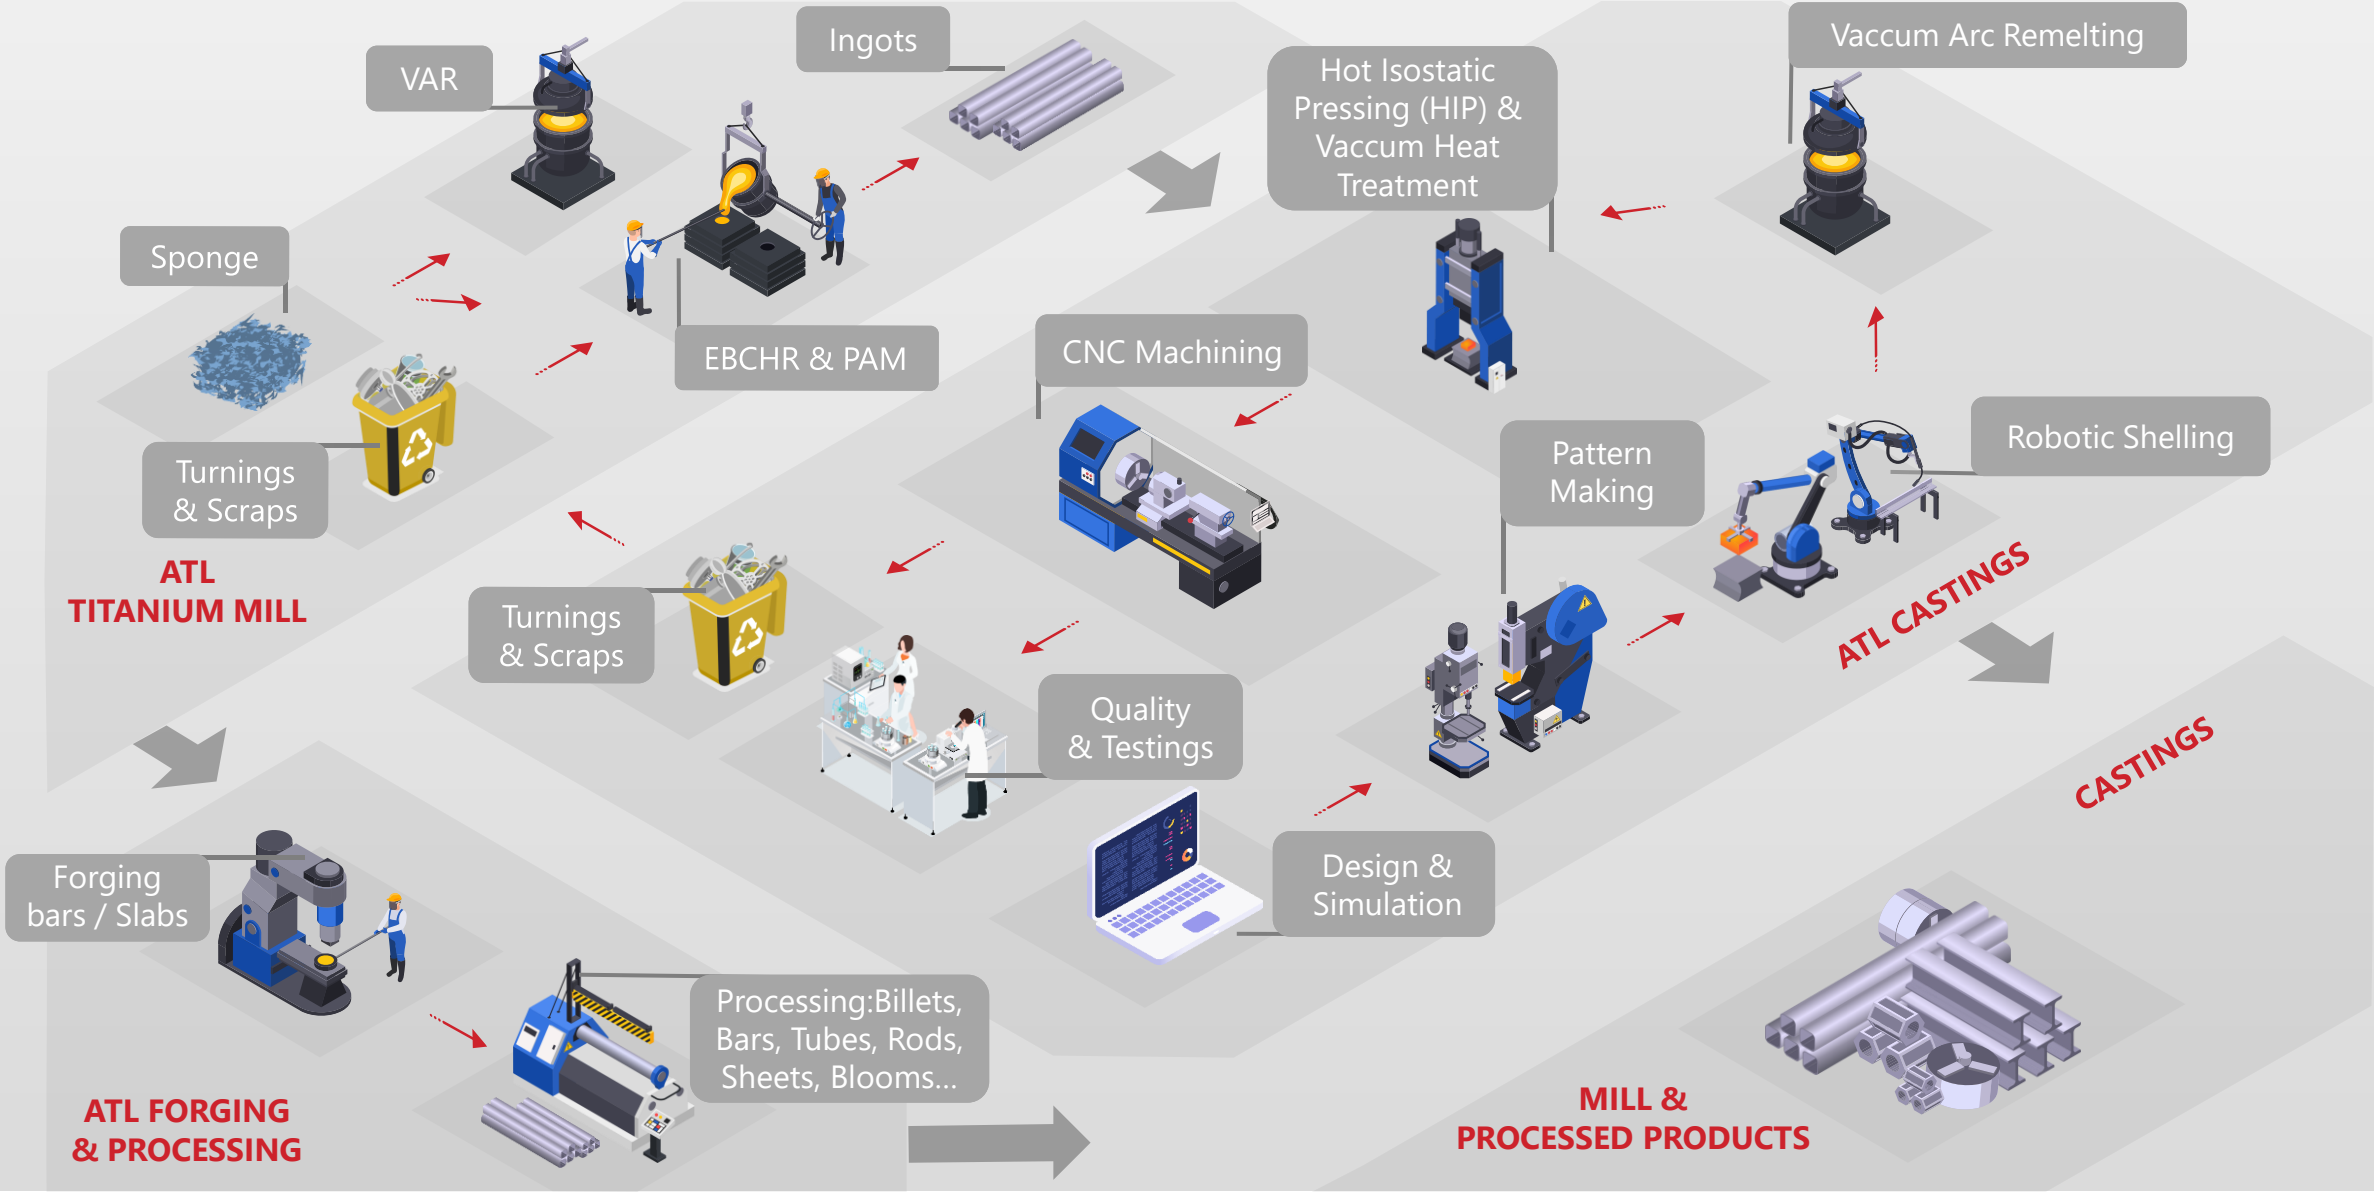 VAR
Ingots
Hot Isostatic
Pressing (HIP) &
Vaccum Heat
Treatment
Vaccum Arc Remelting
Sponge
EBCHR & PAM
CNC Machining
Turnings
& Scraps
Pattern
Making
Robotic Shelling
ATL
TITANIUM MILL
Turnings
& Scraps
ATL CASTINGS
Quality
& Testings
CASTINGS
Forging
bars / Slabs
Design &
Simulation
Processing:Billets,
Bars, Tubes, Rods,
Sheets, Blooms...
ATL FORGING
& PROCESSING
MILL &
PROCESSED PRODUCTS